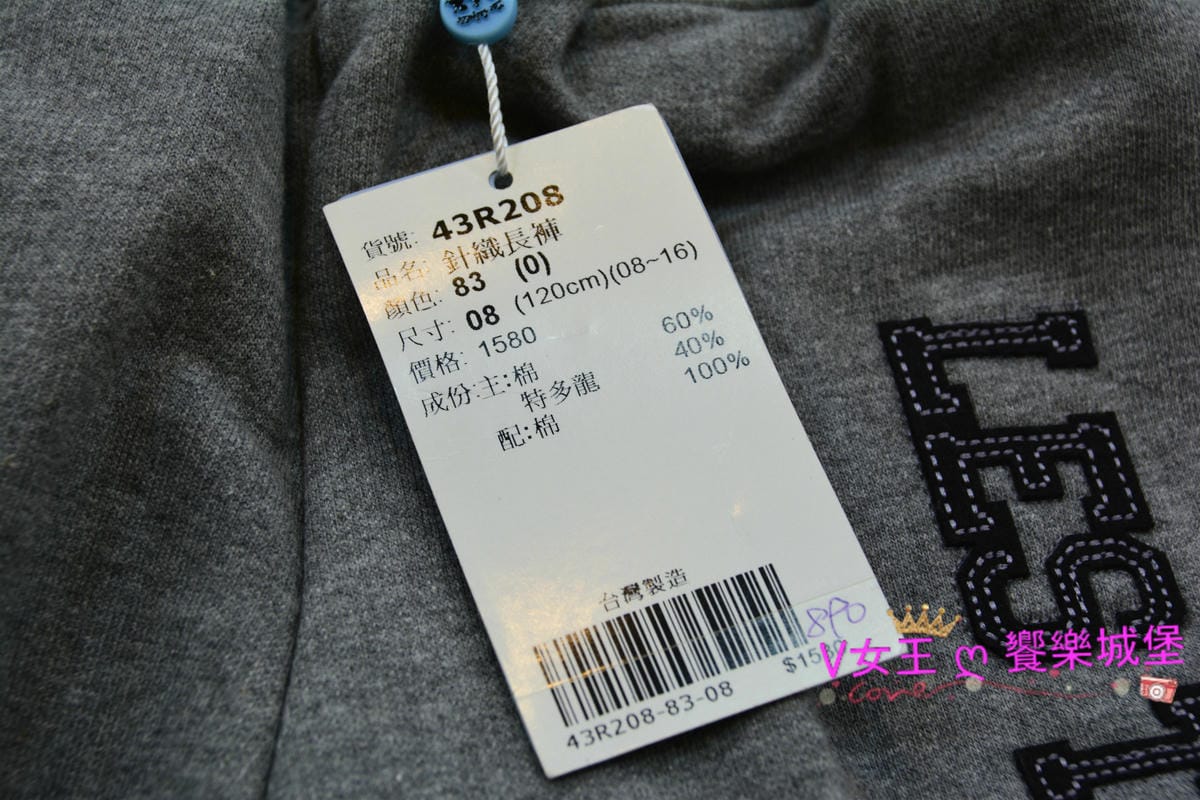 貨號: 43R208
品名: 針織長褲
顏色: 83 (0)
尺寸: 08 (120cm)(08~16)
價格: 1580
成份:主:棉 60%
特多龍 40%
配:棉 100%
台灣製造
890
$1580
43R208-83-08
LES
V女王 ღ 饗樂城堡
Love